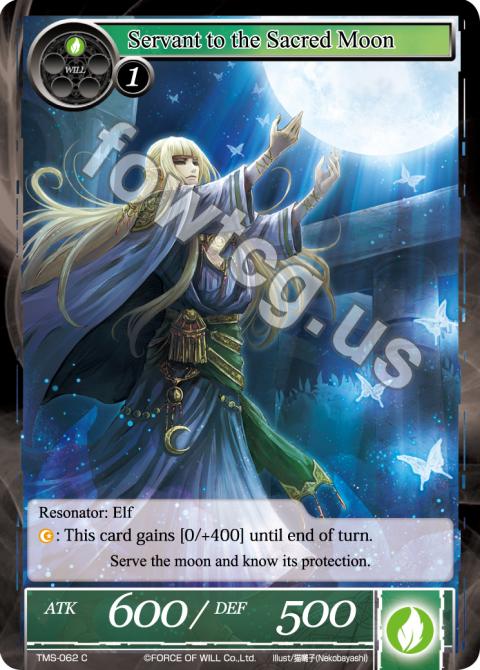 Servant to the Sacred Moon
WILL
1
fowtcg.us
Resonator: Elf
: This card gains [0/+400] until end of turn.
Serve the moon and know its protection.
ATK 600 / DEF 500
TMS-062 C ©FORCE OF WILL Co.,Ltd. Illust/猫囃子(Nekobayashi)